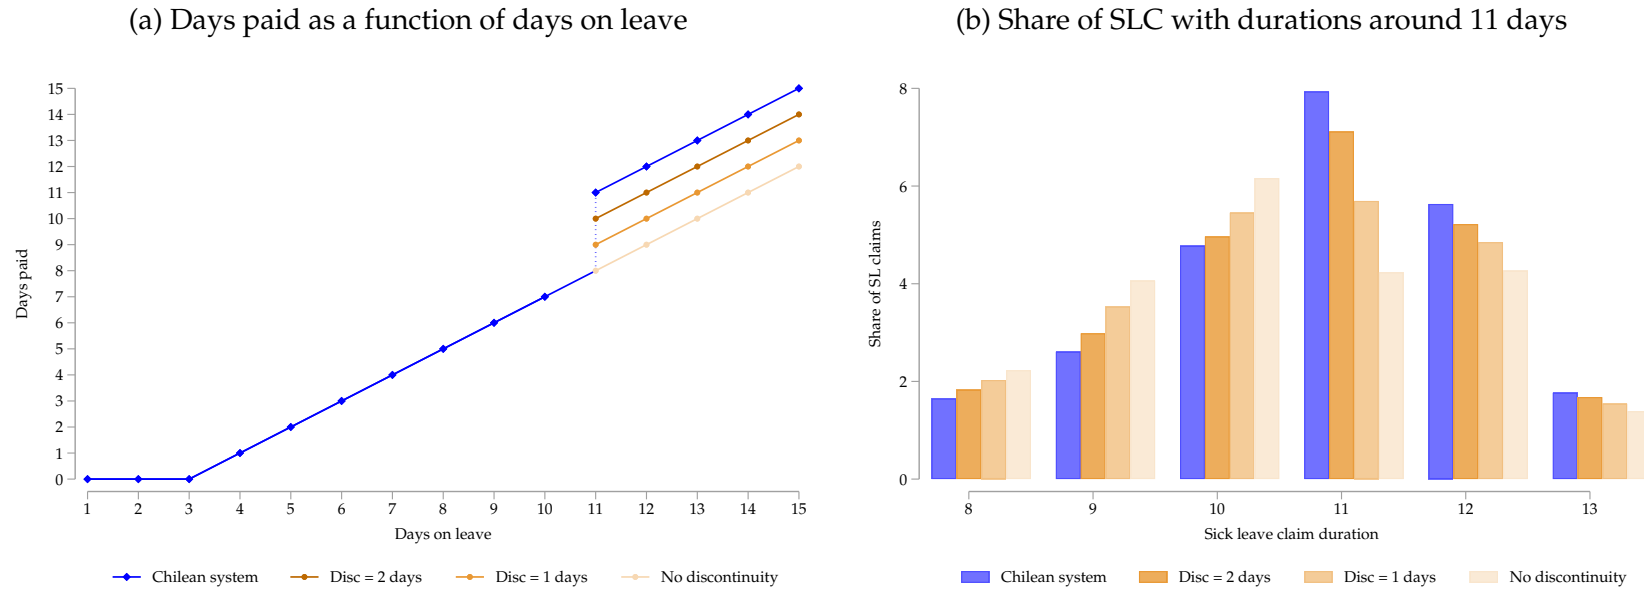 (a) Days paid as a function of days on leave
15
14
13
12
11
10
9
8
7
6
5
4
3
2
1
0
Days paid
1 2 3 4 5 6 7 8 9 10 11 12 13 14 15
Days on leave
Chilean system Disc = 2 days Disc = 1 days No discontinuity
(b) Share of SLC with durations around 11 days
8
6
4
2
0
Share of SL claims
8 9 10 11 12 13
Sick leave claim duration
Chilean system Disc = 2 days Disc = 1 days No discontinuity